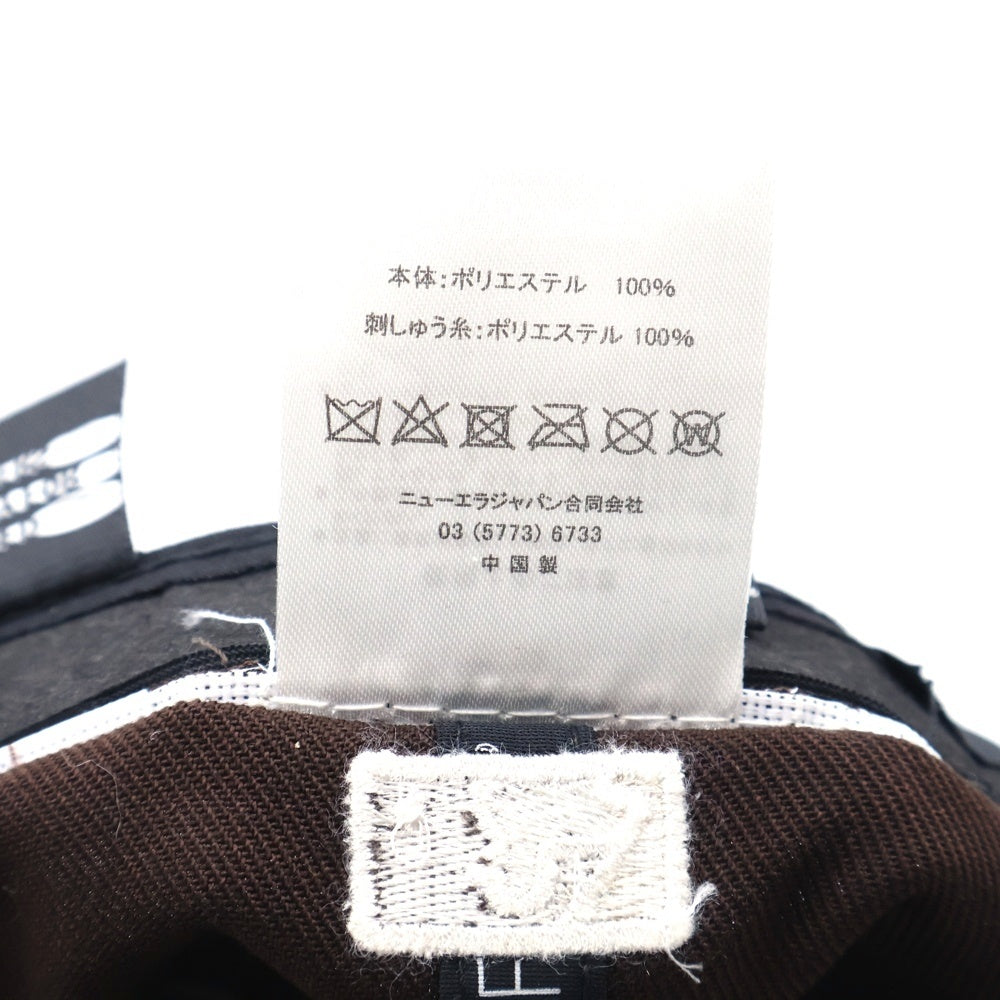 本体:ポリエステル 100%
刺しゅう糸:ポリエステル 100%
W
ニューエラジャパン合同会社
03 (5773) 6733
中国製